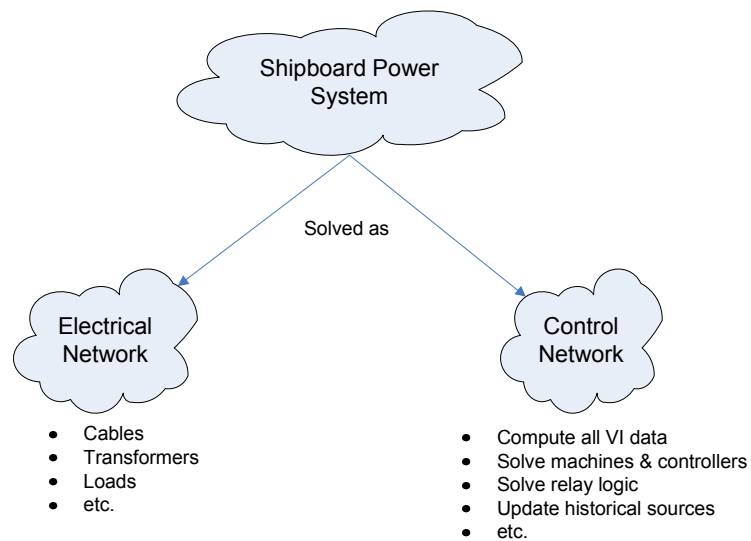 Shipboard Power
System
Solved as
Electrical
Network
• Cables
• Transformers
• Loads
• etc.
Control
Network
• Compute all VI data
• Solve machines & controllers
• Solve relay logic
• Update historical sources
• etc.